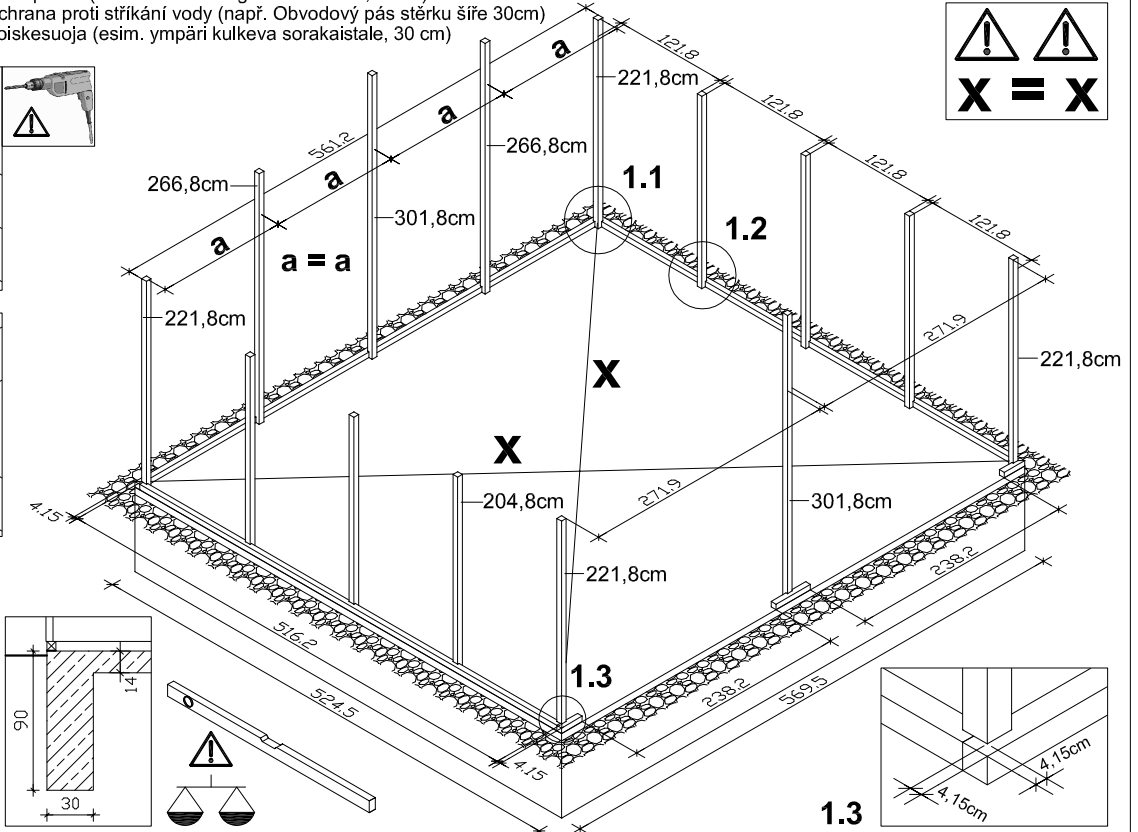 chrana proti stříkání vody (např. Obvodový pás stěrku šíře 30cm)
oiskesuoja (esim. ympäri kulkeva sorakaistale, 30 cm)
x = x
561.2
a
a
a
a
a = a
121.8
121.8
121.8
121.8
221,8cm
266,8cm
266,8cm
301,8cm
221,8cm
1.1
1.2
271.9
221,8cm
x
x
204,8cm
271.9
301,8cm
221,8cm
4.15
238.2
516.2
524.5
1.3
238.2
569.5
4.15
14
90
30
4,15cm
4,15cm
1.3